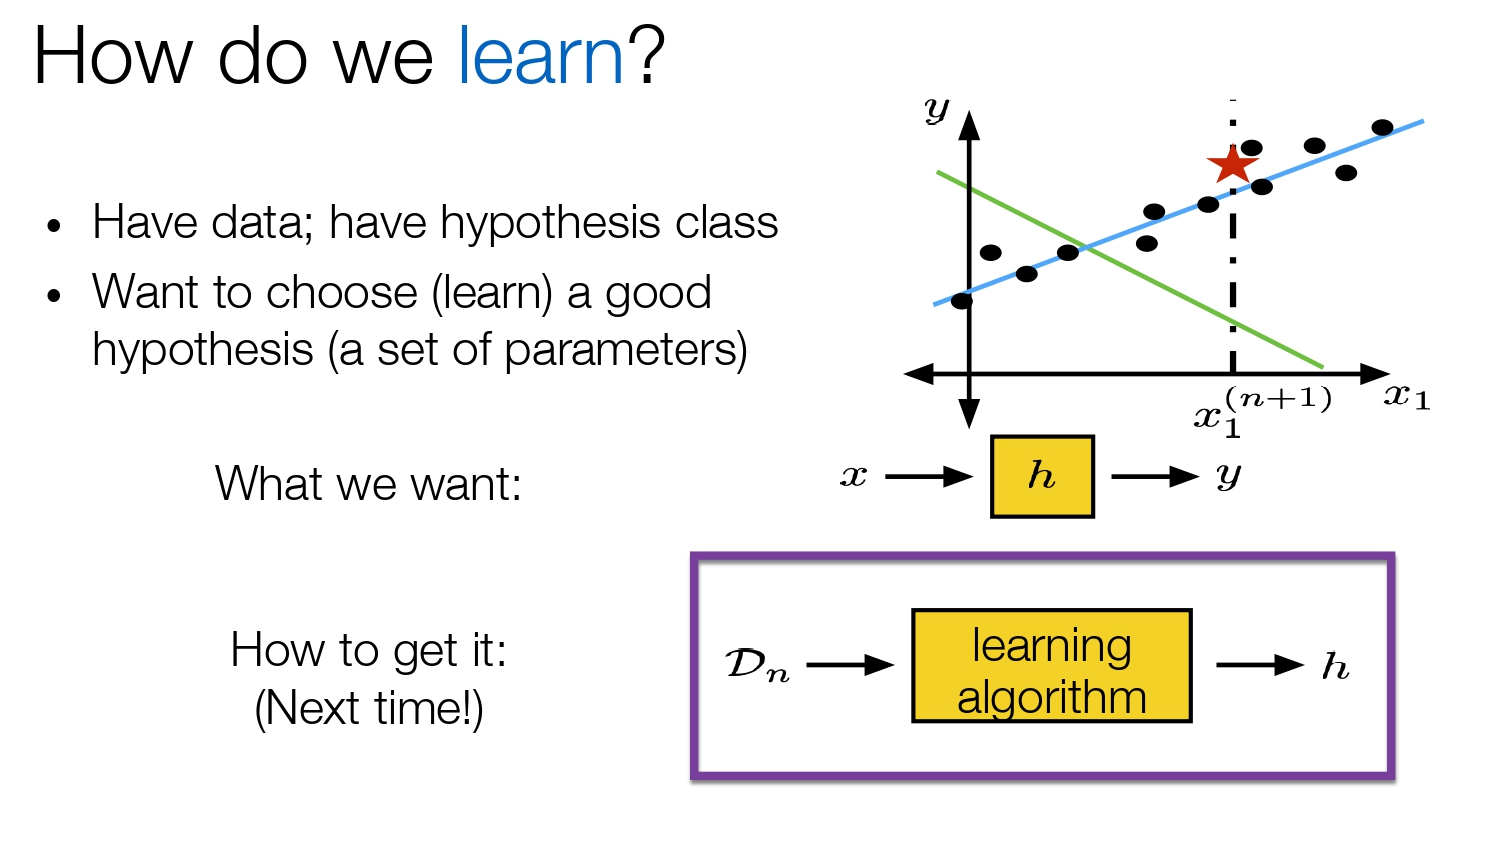 How do we learn?
• Have data; have hypothesis class
• Want to choose (learn) a good
hypothesis (a set of parameters)
y
x₁⁽ⁿ⁺¹⁾
x₁
What we want:
x
h
y
How to get it:
(Next time!)
𝒟ₙ
learning
algorithm
h